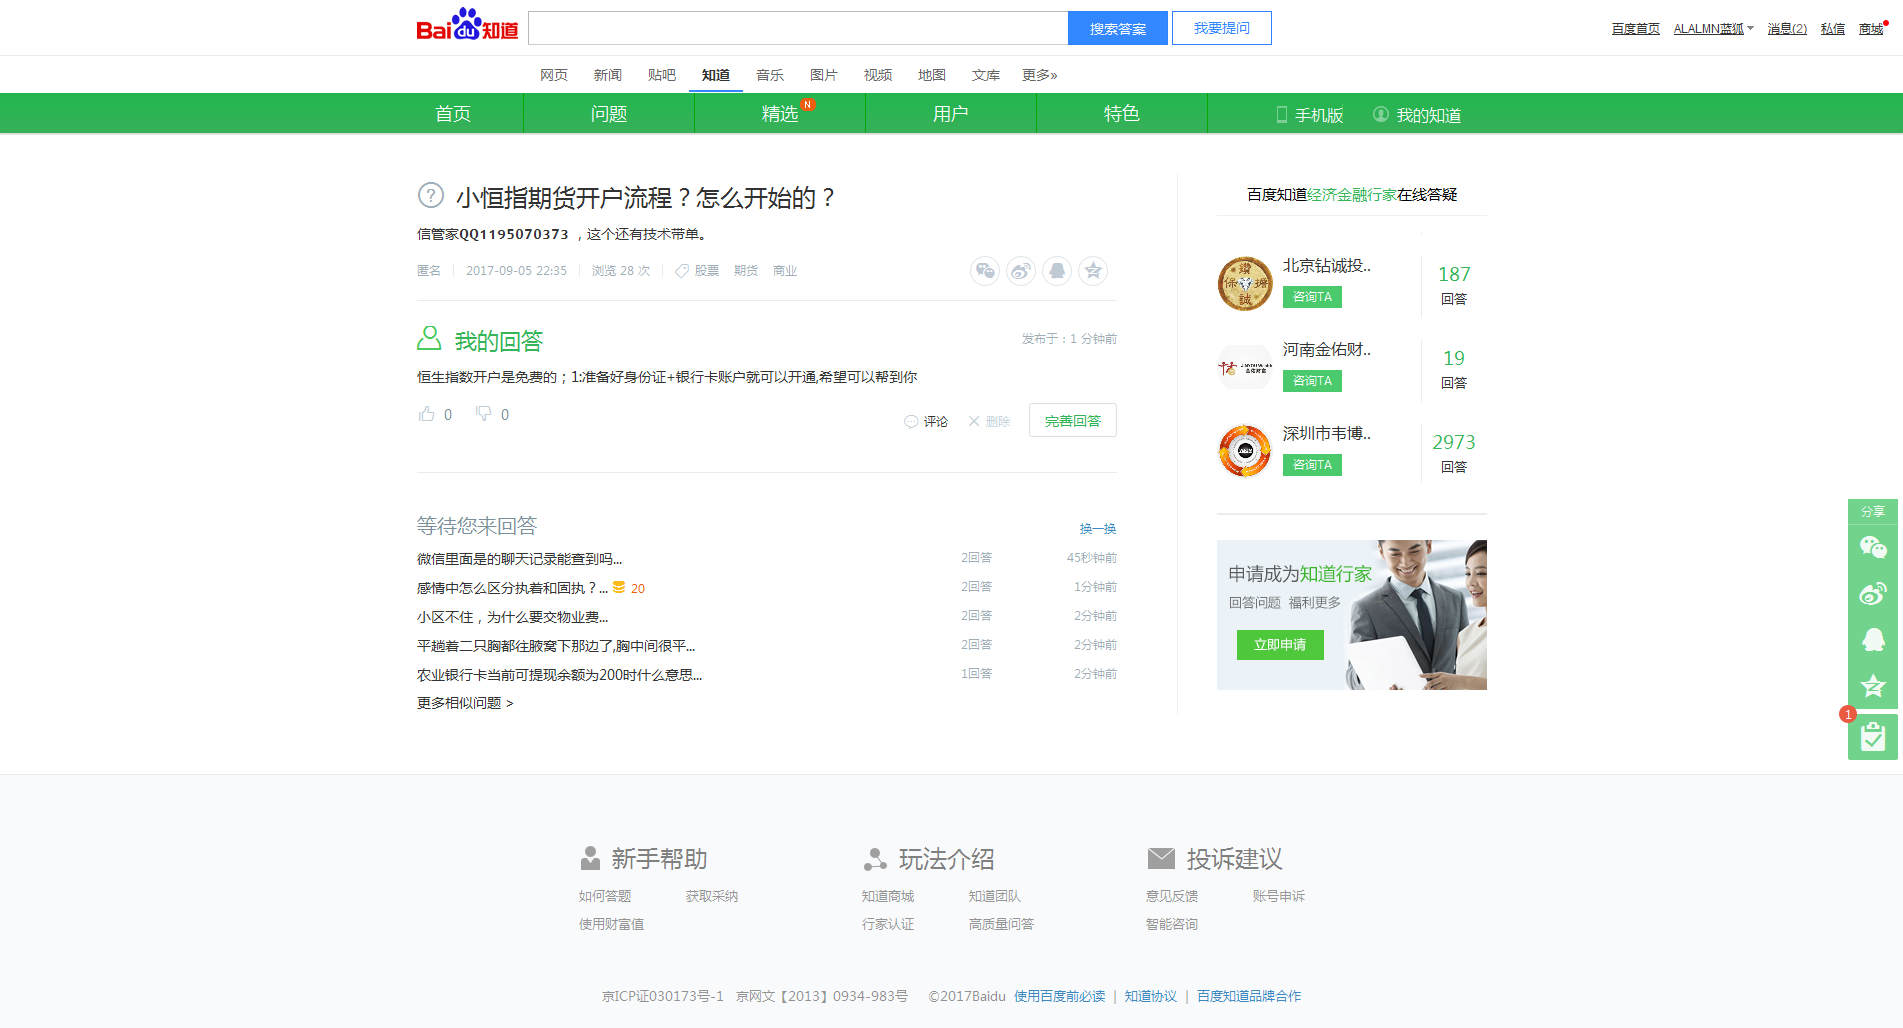 Bai du 知道
搜索答案
我要提问
百度首页 ALALMN蓝狐 消息(2) 私信 商城
网页 新闻 贴吧 知道 音乐 图片 视频 地图 文库 更多»
首页 问题 精选 N 用户 特色 手机版 我的知道
小恒指期货开户流程？怎么开始的？
信管家QQ1195070373 ，这个还有技术带单。
匿名 2017-09-05 22:35 浏览 28 次 股票 期货 商业
我的回答
发布于：1 分钟前
恒生指数开户是免费的；1:准备好身份证+银行卡账户就可以开通,希望可以帮到你
0 0
评论 删除 完善回答
等待您来回答
换一换
微信里面是的聊天记录能查到吗... 2回答 45秒钟前
感情中怎么区分执着和固执？... 20 2回答 1分钟前
小区不住，为什么要交物业费... 2回答 2分钟前
平趟着二只胸都往胶窝下那边了,胸中间很平... 2回答 2分钟前
农业银行卡当前可提现余额为200时什么意思... 1回答 2分钟前
更多相似问题 >
百度知道经济金融行家在线答疑
北京钻诚投..
咨询TA
187
回答
河南金佑财..
咨询TA
19
回答
深圳市韦博..
咨询TA
2973
回答
申请成为知道行家
回答问题 福利更多
立即申请
分享
1
新手帮助
如何答题 获取采纳
使用财富值
玩法介绍
知道商城 知道团队
行家认证 高质量问答
投诉建议
意见反馈 账号申诉
智能咨询
京ICP证030173号-1 京网文【2013】0934-983号 ©2017Baidu 使用百度前必读 | 知道协议 | 百度知道品牌合作